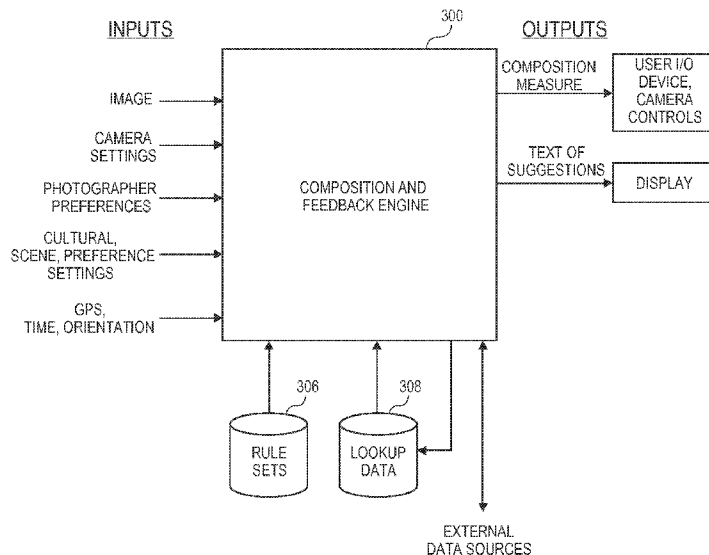 INPUTS
300
OUTPUTS
IMAGE
CAMERA
SETTINGS
PHOTOGRAPHER
PREFERENCES
CULTURAL,
SCENE, PREFERENCE
SETTINGS
GPS,
TIME, ORIENTATION
COMPOSITION AND
FEEDBACK ENGINE
COMPOSITION
MEASURE
USER I/O
DEVICE,
CAMERA
CONTROLS
TEXT OF
SUGGESTIONS
DISPLAY
306
RULE
SETS
308
LOOKUP
DATA
EXTERNAL
DATA SOURCES